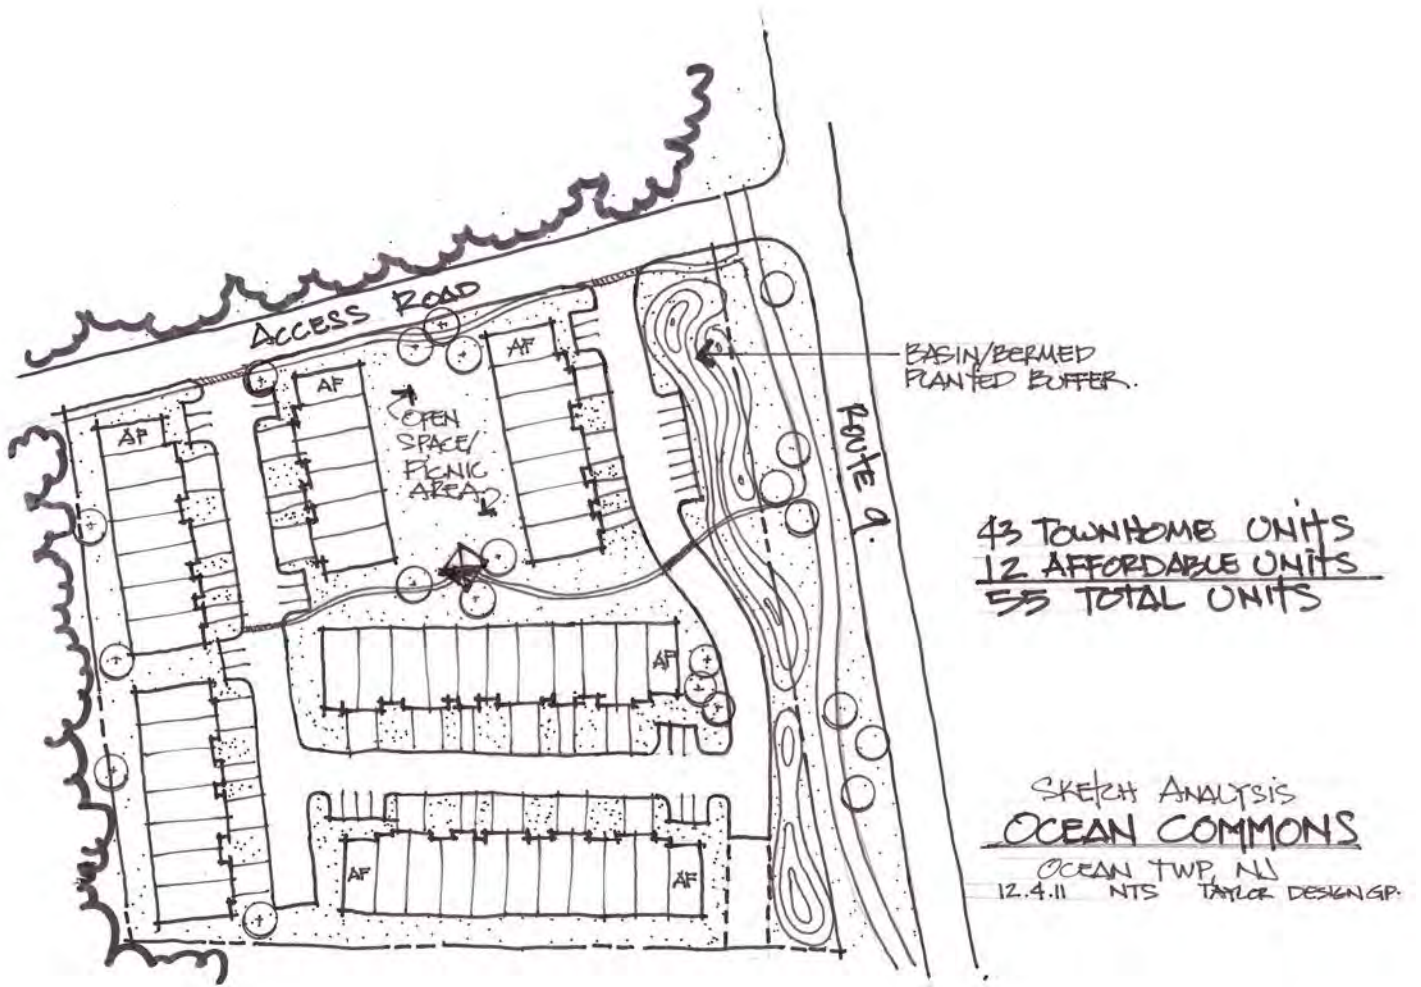 ACCESS ROAD
AF
AF
AF
OPEN
SPACE/
PICNIC
AREA
BASIN/BERMED
PLANTED BUFFER.
ROUTE 9.
43 TOWNHOME UNITS
12 AFFORDABLE UNITS
55 TOTAL UNITS
AF
AF
AF
SKETCH ANALYSIS
OCEAN COMMONS
OCEAN TWP, NJ
12.4.11 NTS TAYLOR DESIGN GP.